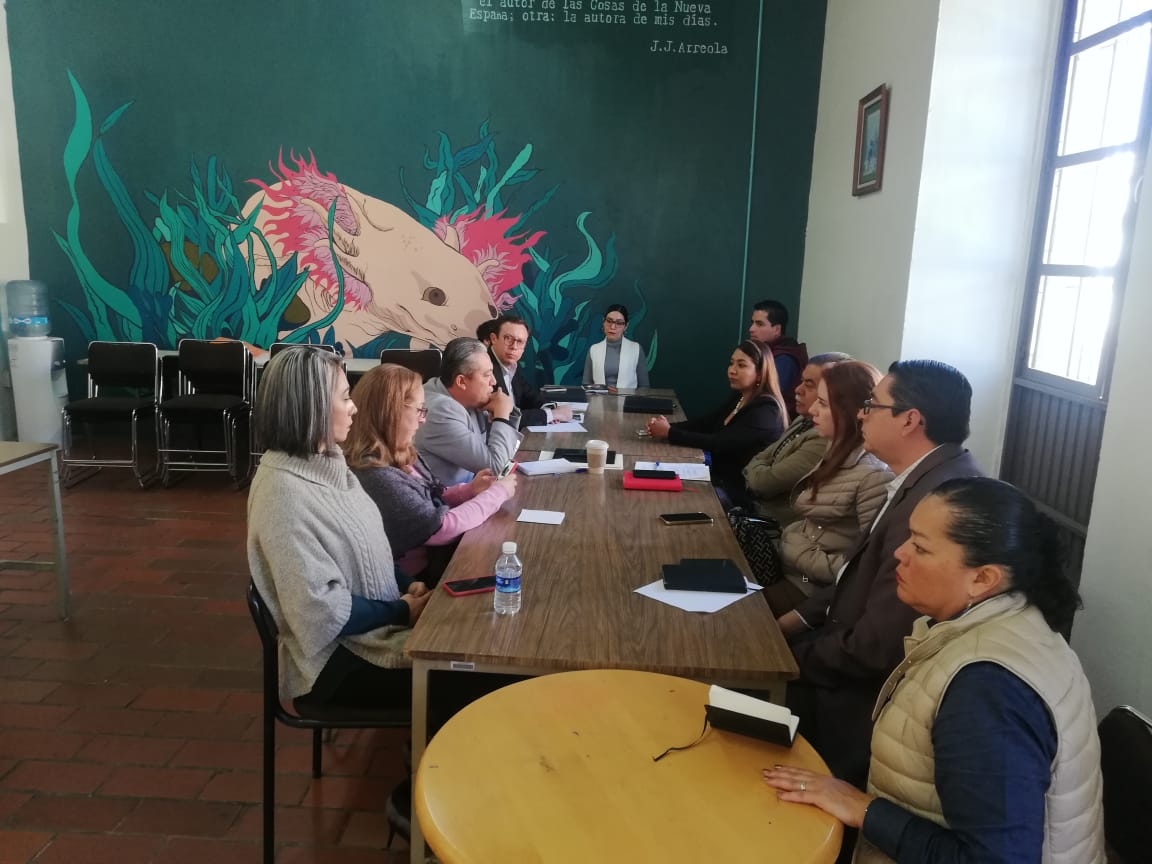 el autor de las Cosas de la Nueva
España; otra: la autora de mis días.
J.J.Arreola